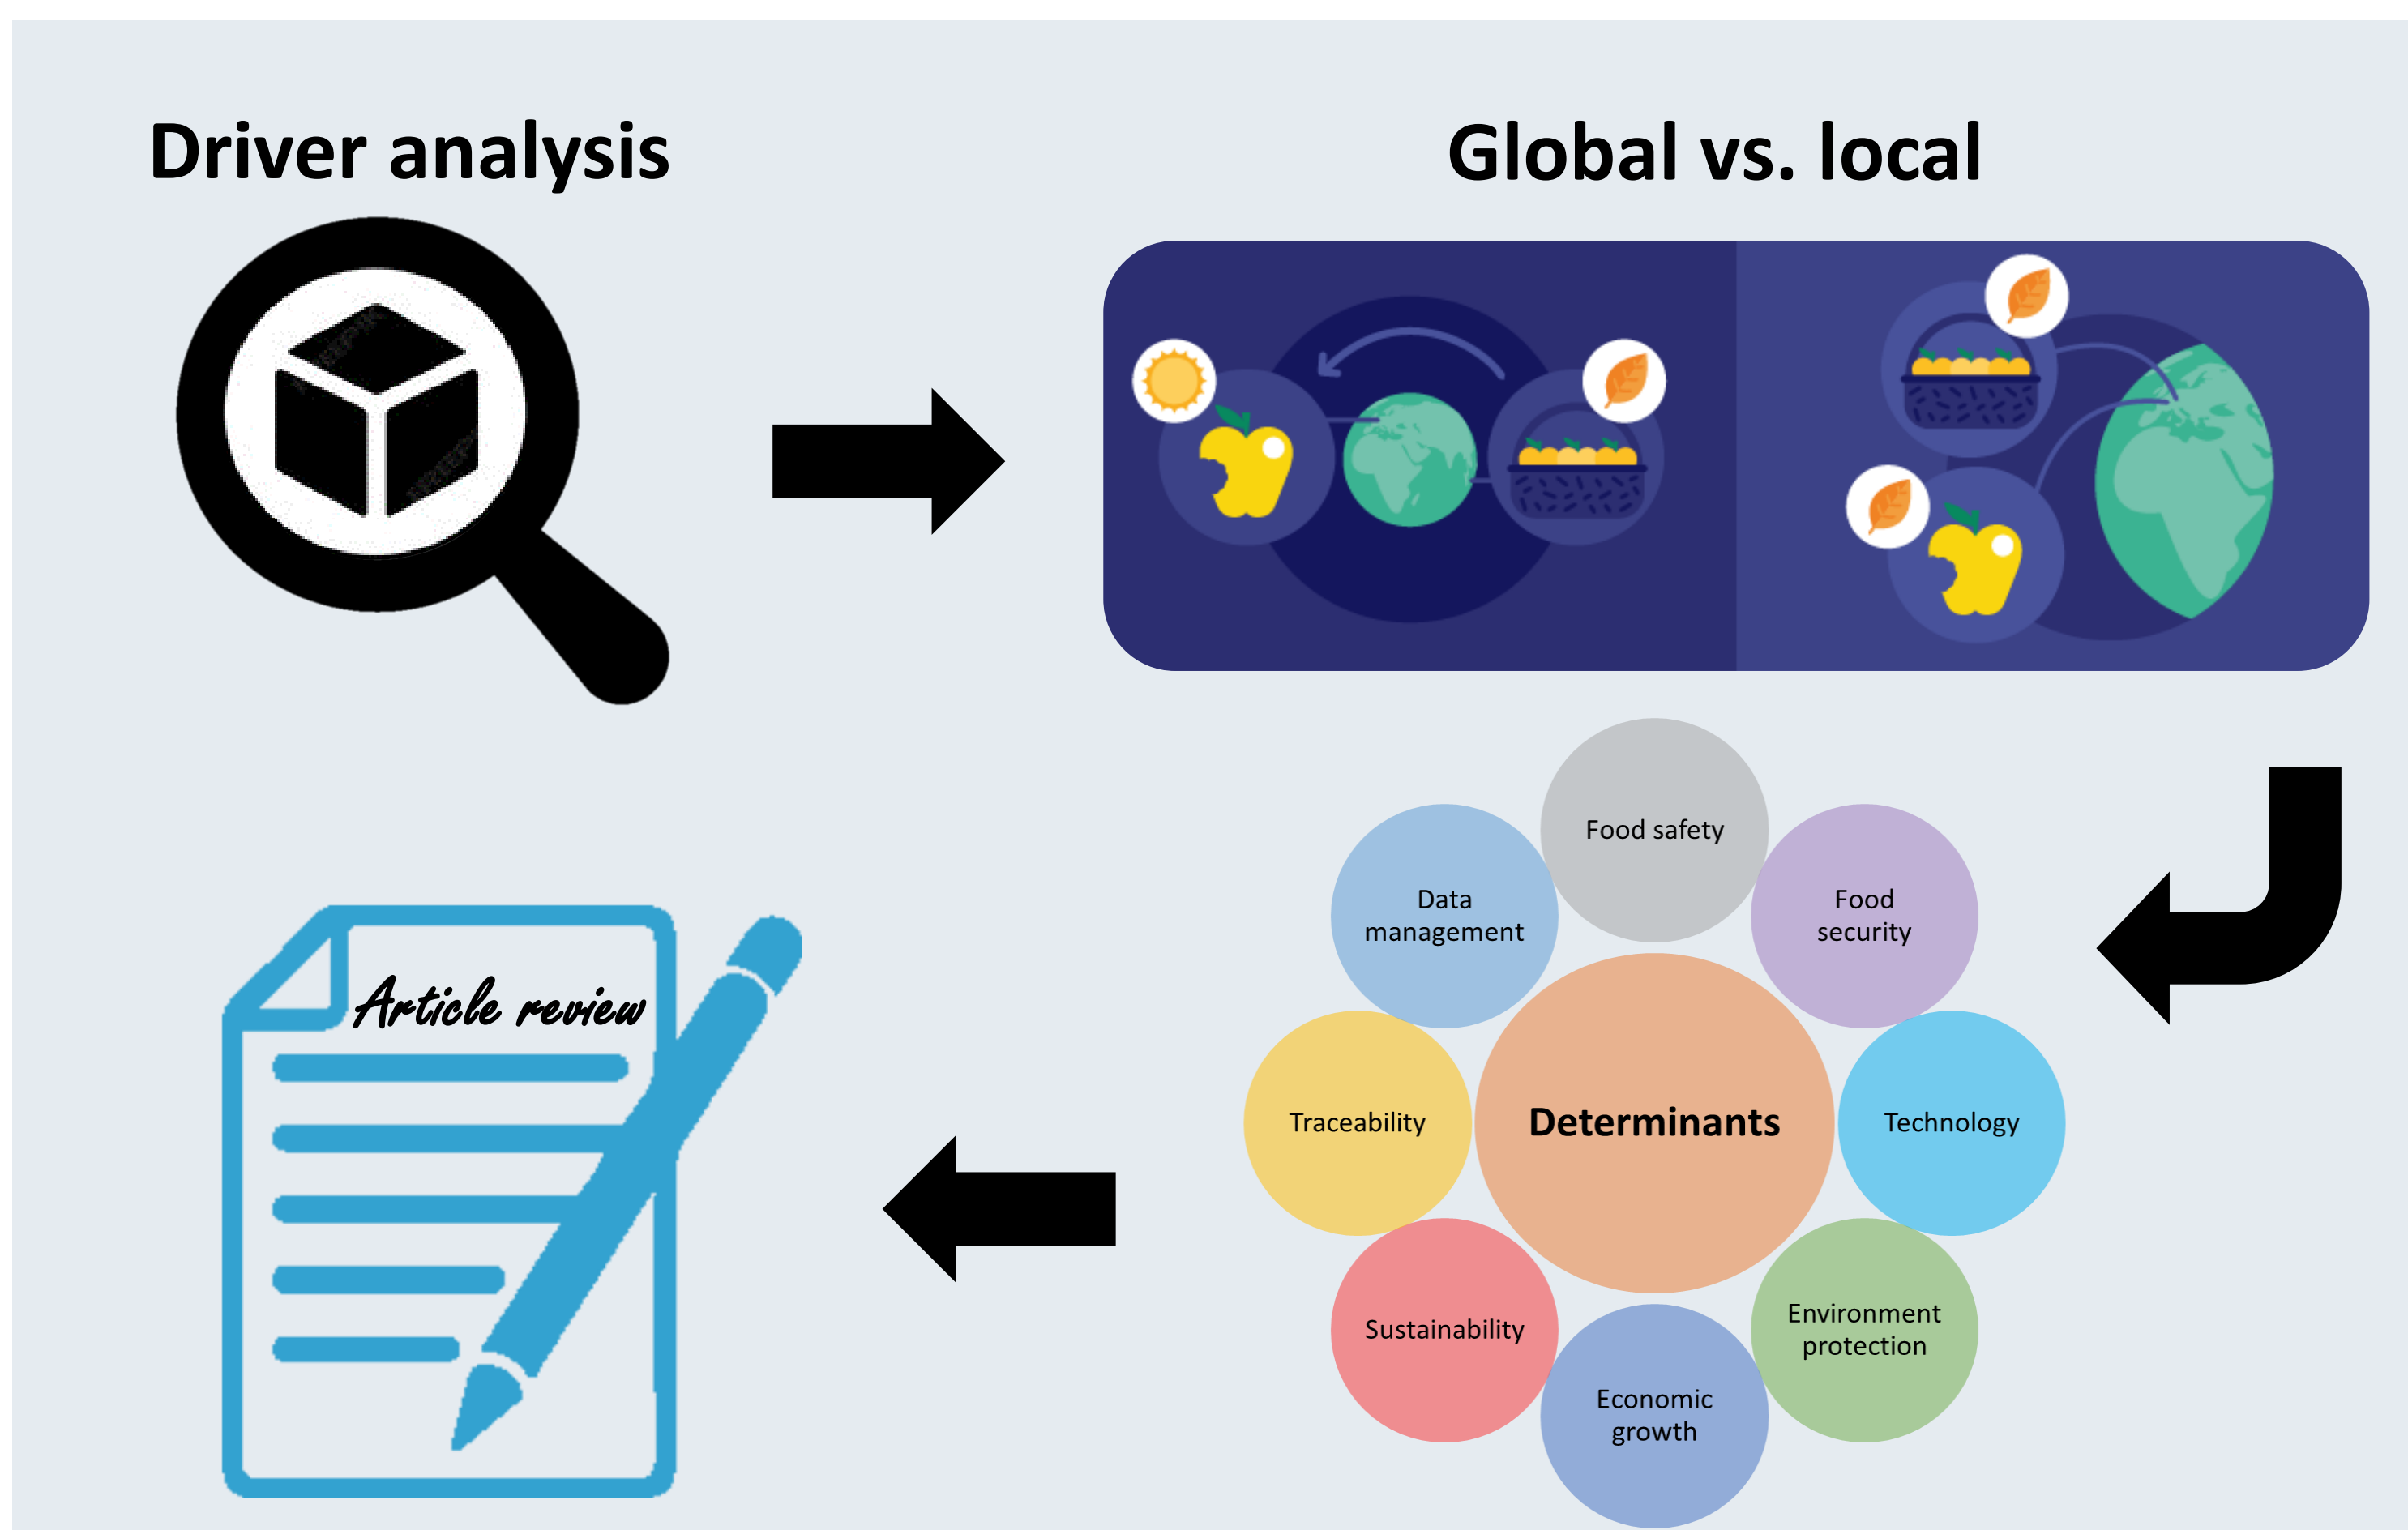 Driver analysis
Global vs. local
Food safety
Data
management
Food
security
Traceability
Determinants
Technology
Sustainability
Environment
protection
Economic
growth
Article review